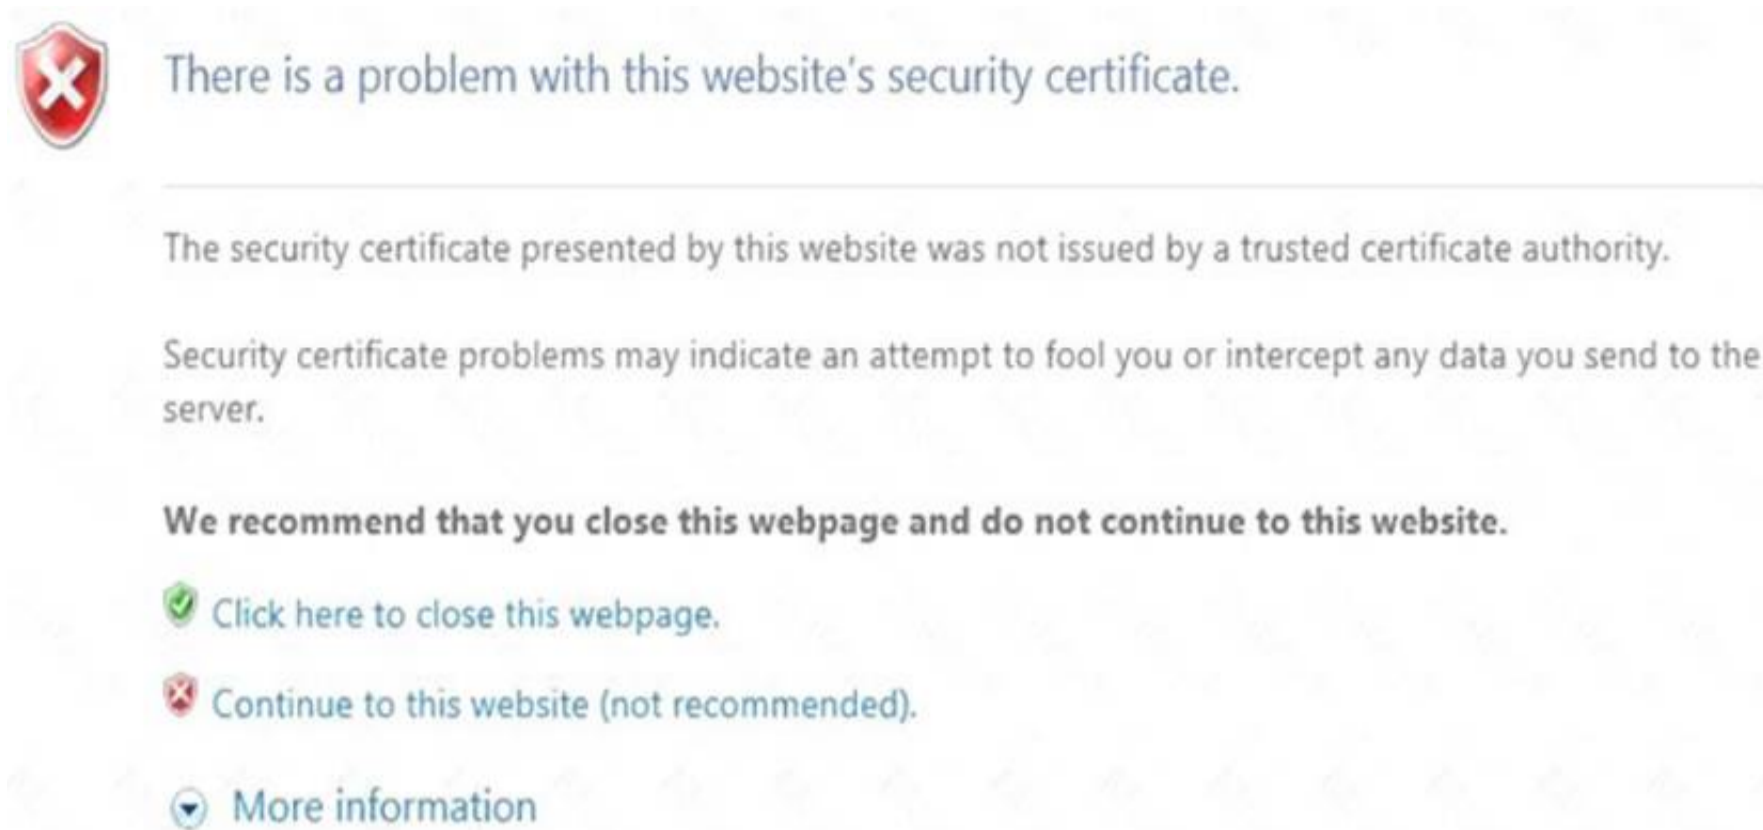 There is a problem with this website's security certificate.
The security certificate presented by this website was not issued by a trusted certificate authority.
Security certificate problems may indicate an attempt to fool you or intercept any data you send to the
server.
We recommend that you close this webpage and do not continue to this website.
Click here to close this webpage.
Continue to this website (not recommended).
More information